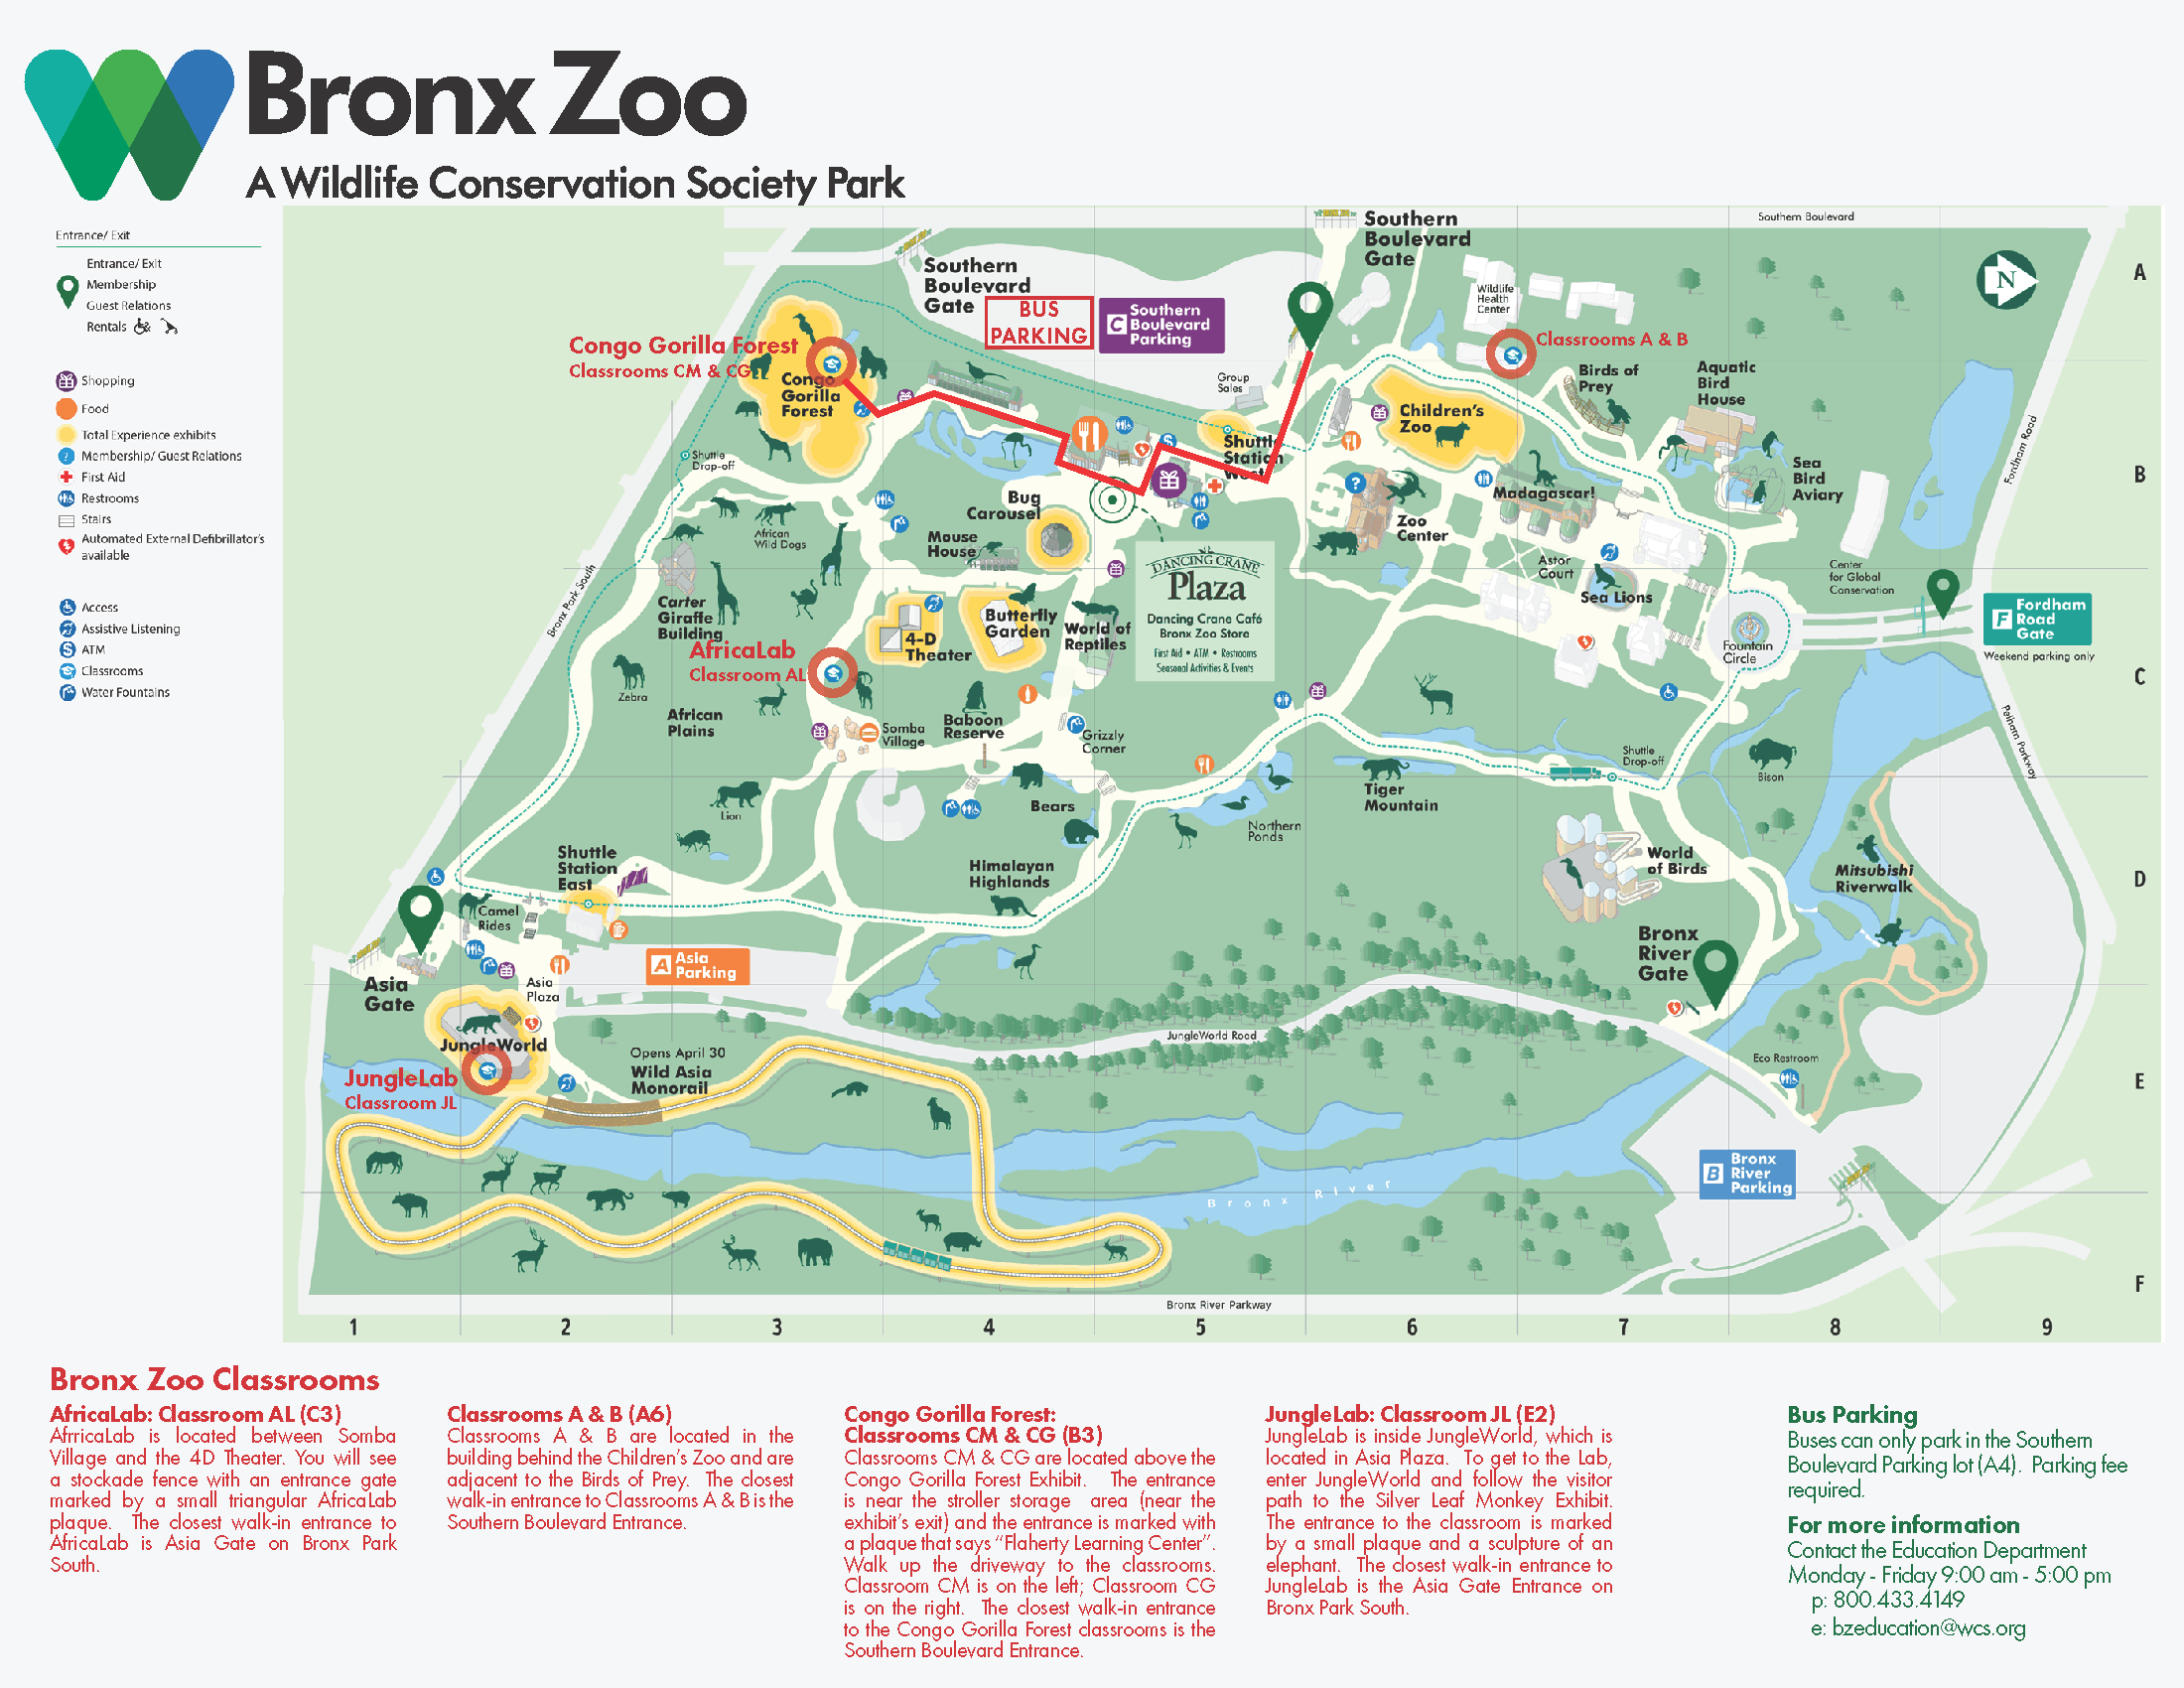 Bronx Zoo
A Wildlife Conservation Society Park
Entrance/ Exit
Entrance/ Exit
Membership
Guest Relations
Rentals
Shopping
Food
Total Experience exhibits
Membership/ Guest Relations
First Aid
Restrooms
Stairs
Automated External Defibrillator's
available
Access
Assistive Listening
ATM
Classrooms
Water Fountains
Southern Boulevard
Southern
Boulevard
Gate
Southern
Boulevard
Gate
BUS
PARKING
C Southern
Boulevard
Parking
Wildlife
Health
Center
N
A
Congo Gorilla Forest
Classrooms CM & CG
Congo
Gorilla
Forest
Classrooms A & B
Group
Sales
Birds of
Prey
Aquatic
Bird
House
Children's
Zoo
Shuttle
Station
West
Shuttle
Drop-off
Fordham Road
Sea
Bird
Aviary
B
Madagascar!
Bug
Carousel
Zoo
Center
African
Wild Dogs
Mouse
House
DANCING CRANE
Plaza
Dancing Crane Café
Bronx Zoo Store
First Aid • ATM • Restrooms
Seasonal Activities & Events
Astor
Court
Sea Lions
Center
for Global
Conservation
Bronx Park South
Carter
Giraffe
Building
Butterfly
Garden
World of
Reptiles
4-D
Theater
F Fordham
Road
Gate
Weekend parking only
Fountain
Circle
AfricaLab
Classroom AL
C
Zebra
African
Plains
Somba
Village
Baboon
Reserve
Grizzly
Corner
Pelham Parkway
Shuttle
Drop-off
Bison
Tiger
Mountain
Lion
Bears
Northern
Ponds
Shuttle
Station
East
Himalayan
Highlands
World
of Birds
Mitsubishi
Riverwalk
D
Camel
Rides
Bronx
River
Gate
A Asia
Parking
Asia
Gate
Asia
Plaza
JungleWorld
JungleWorld Road
Opens April 30
Wild Asia
Monorail
Eco Restroom
JungleLab
Classroom JL
E
B Bronx
River
Parking
Bronx River
F
Bronx River Parkway
1 2 3 4 5 6 7 8 9
Bronx Zoo Classrooms
AfricaLab: Classroom AL (C3)
AfrricaLab is located between Somba
Village and the 4D Theater. You will see
a stockade fence with an entrance gate
marked by a small triangular AfricaLab
plaque. The closest walk-in entrance to
AfricaLab is Asia Gate on Bronx Park
South.
Classrooms A & B (A6)
Classrooms A & B are located in the
building behind the Children's Zoo and are
adjacent to the Birds of Prey. The closest
walk-in entrance to Classrooms A & B is the
Southern Boulevard Entrance.
Congo Gorilla Forest:
Classrooms CM & CG (B3)
Classrooms CM & CG are located above the
Congo Gorilla Forest Exhibit. The entrance
is near the stroller storage area (near the
exhibit's exit) and the entrance is marked with
a plaque that says "Flaherty Learning Center".
Walk up the driveway to the classrooms.
Classroom CM is on the left; Classroom CG
is on the right. The closest walk-in entrance
to the Congo Gorilla Forest classrooms is the
Southern Boulevard Entrance.
JungleLab: Classroom JL (E2)
JungleLab is inside JungleWorld, which is
located in Asia Plaza. To get to the Lab,
enter JungleWorld and follow the visitor
path to the Silver Leaf Monkey Exhibit.
The entrance to the classroom is marked
by a small plaque and a sculpture of an
elephant. The closest walk-in entrance to
JungleLab is the Asia Gate Entrance on
Bronx Park South.
Bus Parking
Buses can only park in the Southern
Boulevard Parking lot (A4). Parking fee
required.
For more information
Contact the Education Department
Monday - Friday 9:00 am - 5:00 pm
p: 800.433.4149
e: bzeducation@wcs.org